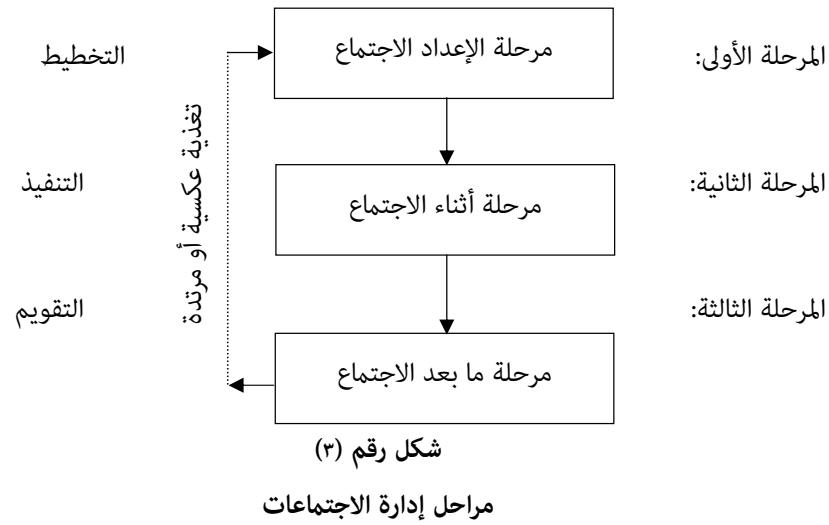 المرحلة الأولى: مرحلة الإعداد الاجتماع التخطيط
المرحلة الثانية: مرحلة أثناء الاجتماع التنفيذ
تغذية عكسية أو مرتدة
المرحلة الثالثة: التقويم
مرحلة ما بعد الاجتماع
شكل رقم (٣)
مراحل إدارة الاجتماعات